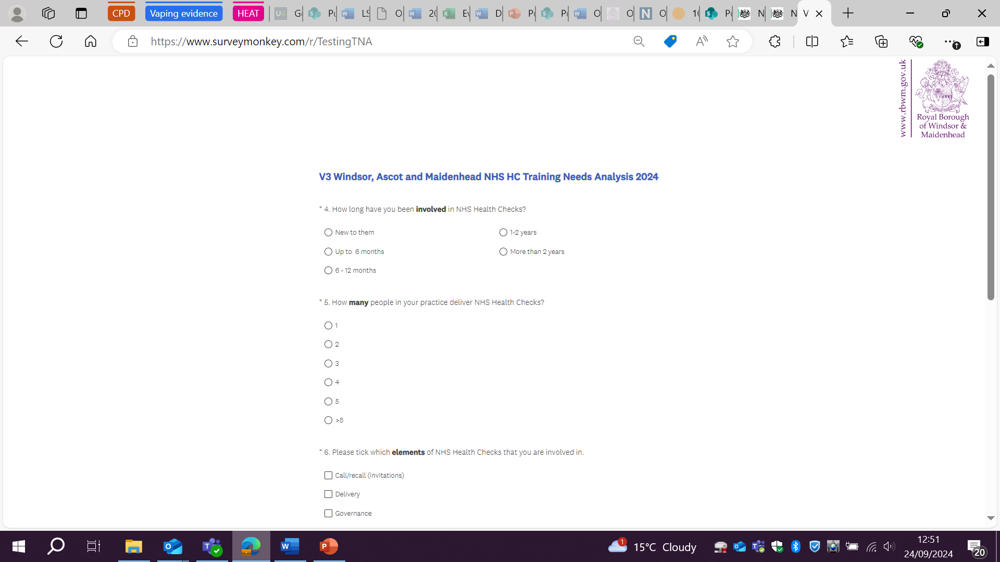 CPD
Vaping evidence
HEAT
https://www.surveymonkey.com/r/TestingTNA
www.rbwm.gov.uk
Royal Borough
of Windsor &
Maidenhead
V3 Windsor, Ascot and Maidenhead NHS HC Training Needs Analysis 2024
* 4. How long have you been involved in NHS Health Checks?
New to them
1-2 years
Up to 6 months
More than 2 years
6 - 12 months
* 5. How many people in your practice deliver NHS Health Checks?
1
2
3
4
5
>5
* 6. Please tick which elements of NHS Health Checks that you are involved in.
Call/recall (invitations)
Delivery
Governance
1
15°C Cloudy
12:51
24/09/2024
20